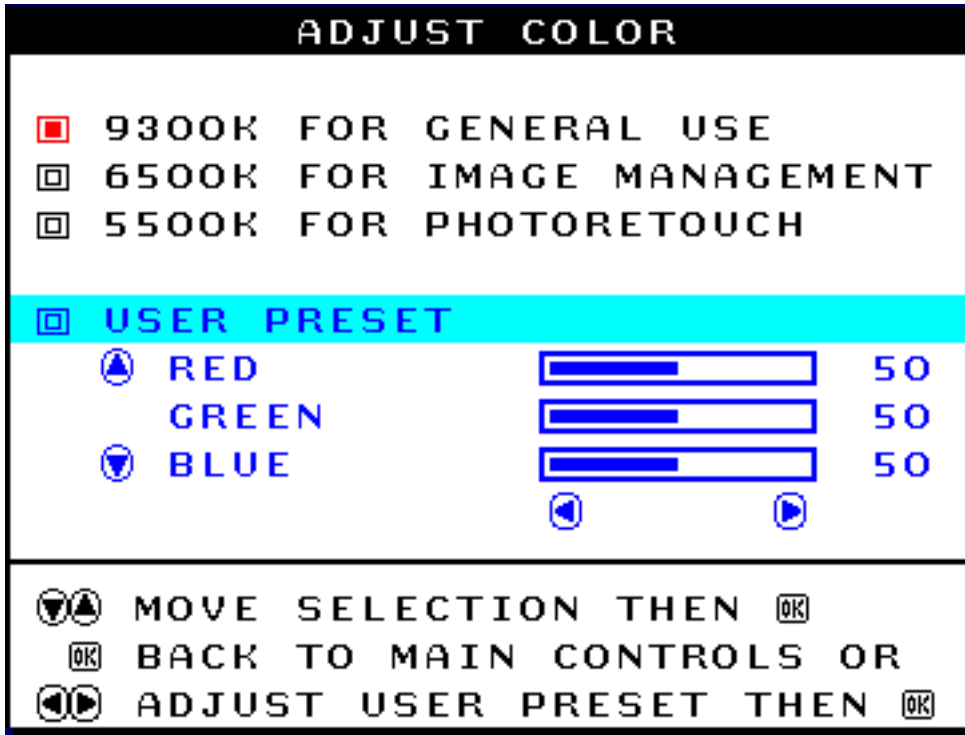 ADJUST COLOR
9300K FOR GENERAL USE
6500K FOR IMAGE MANAGEMENT
5500K FOR PHOTORETOUCH
USER PRESET
RED 50
GREEN 50
BLUE 50
MOVE SELECTION THEN OK
OK BACK TO MAIN CONTROLS OR
ADJUST USER PRESET THEN OK